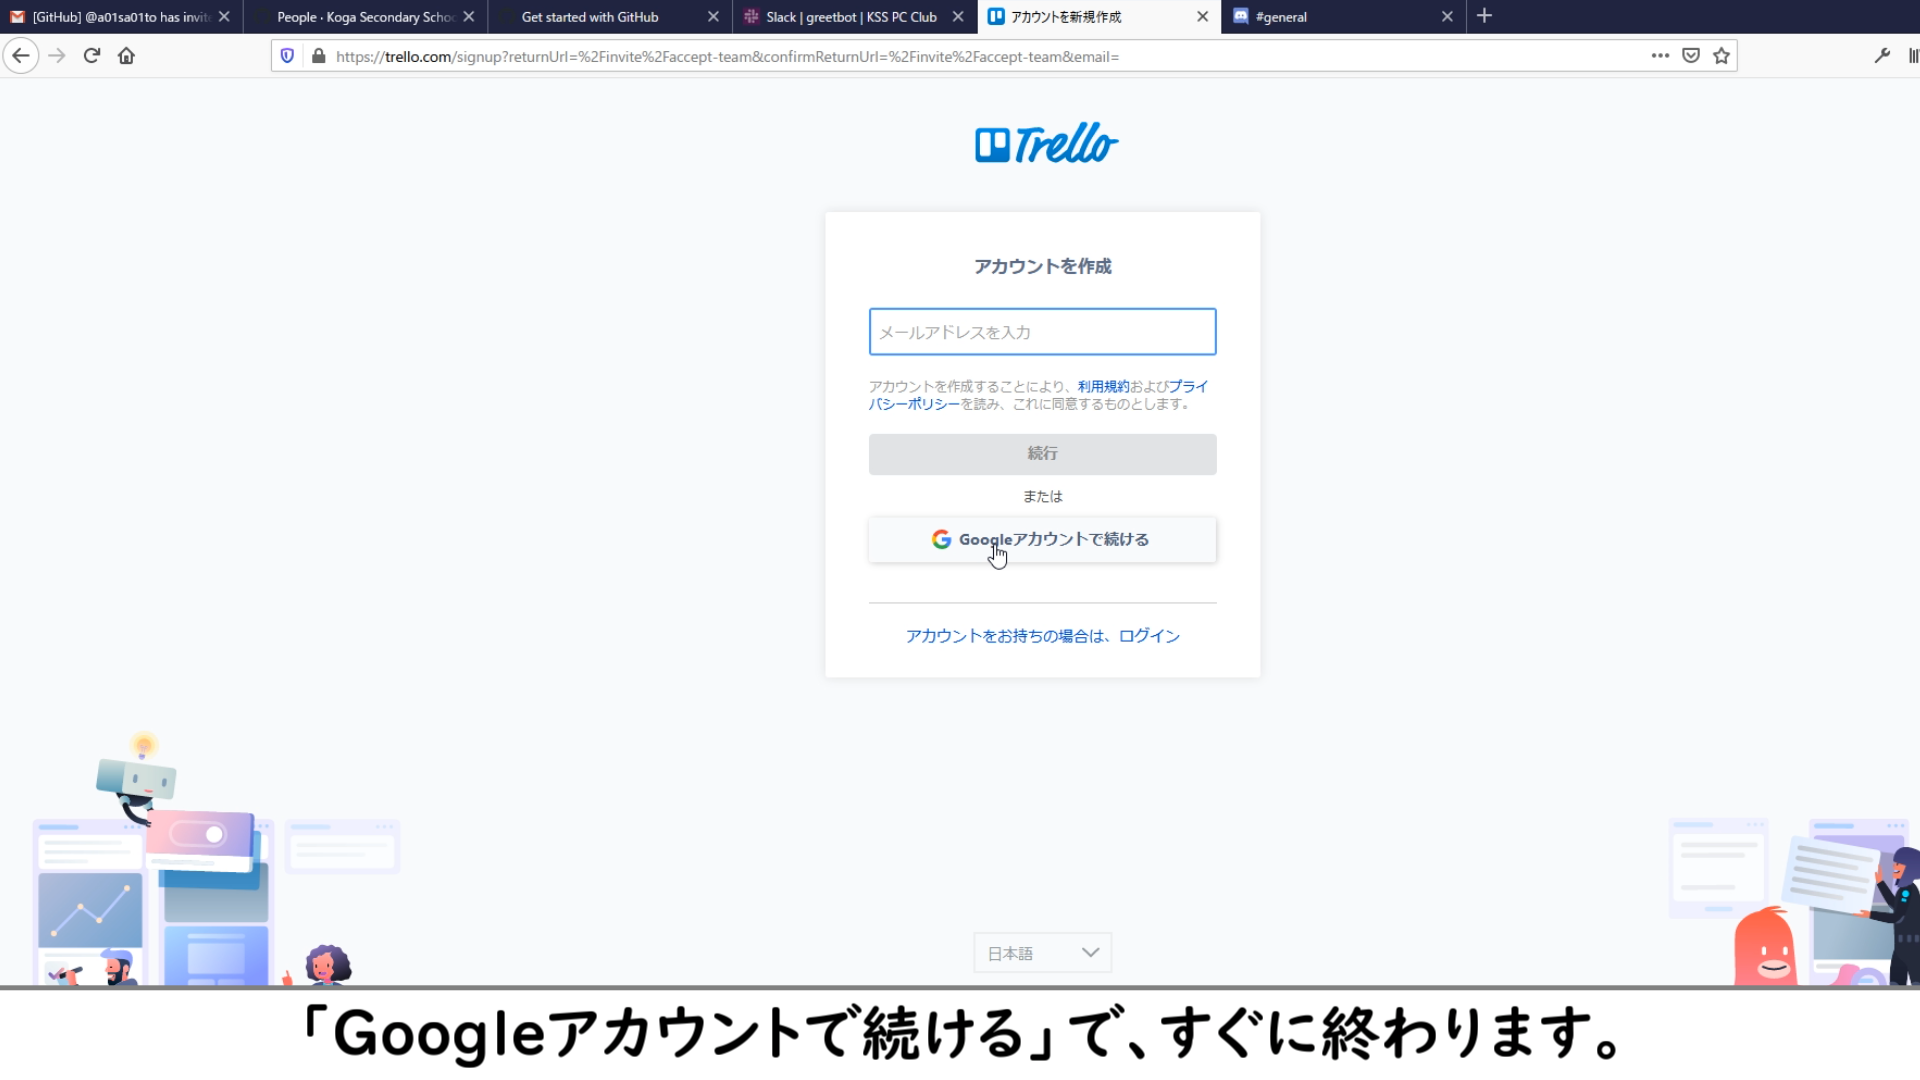 [GitHub] @a01sa01to has invit
People · Koga Secondary Schoo
Get started with GitHub
Slack | greetbot | KSS PC Club
アカウントを新規作成
#general
https://trello.com/signup?returnUrl=%2Finvite%2Faccept-team&confirmReturnUrl=%2Finvite%2Faccept-team&email=
Trello
アカウントを作成
メールアドレスを入力
アカウントを作成することにより、利用規約およびプライ
バシーポリシーを読み、これに同意するものとします。
続行
または
Googleアカウントで続ける
アカウントをお持ちの場合は、ログイン
日本語
「Googleアカウントで続ける」で、すぐに終わります。